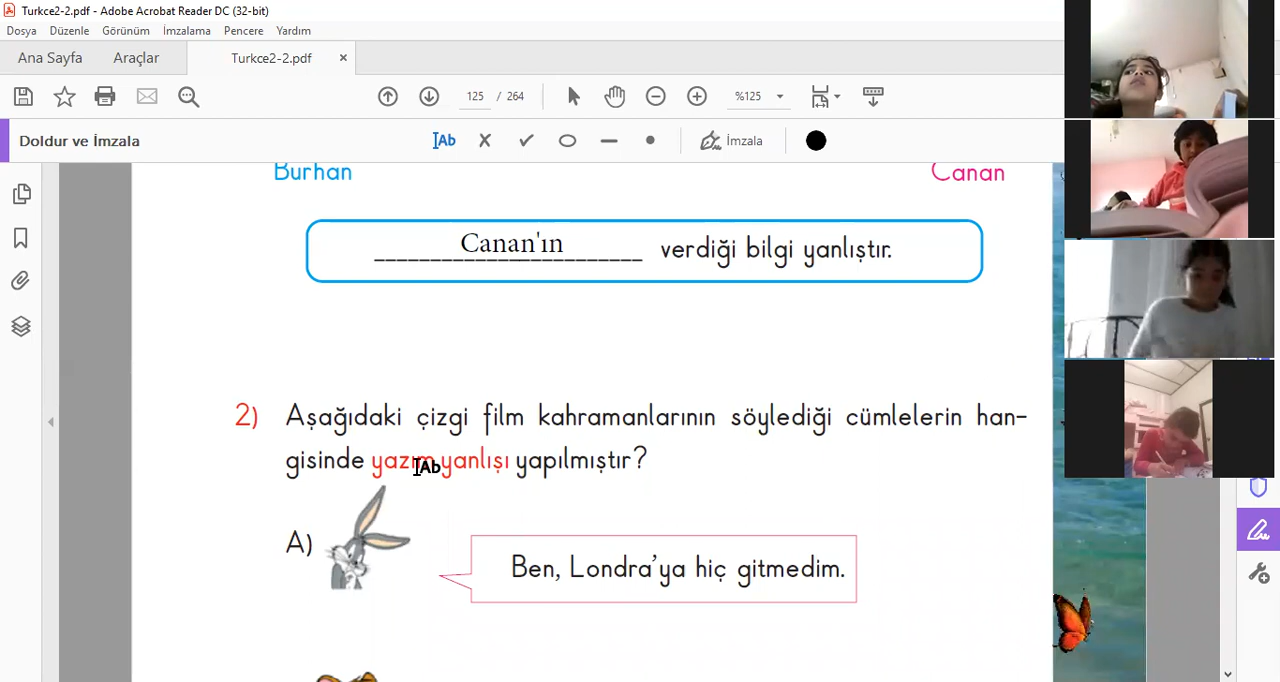 Turkce2-2.pdf - Adobe Acrobat Reader DC (32-bit)
Dosya Düzenle Görünüm İmzalama Pencere Yardım
Ana Sayfa Araçlar Turkce2-2.pdf ×
125 / 264 %125
Doldur ve İmzala IAb İmzala
Burhan Canan
Canan'ın verdiği bilgi yanlıştır.
2) Aşağıdaki çizgi film kahramanlarının söylediği cümlelerin han-
gisinde yazım yanlışı yapılmıştır?
A) Ben, Londra'ya hiç gitmedim.